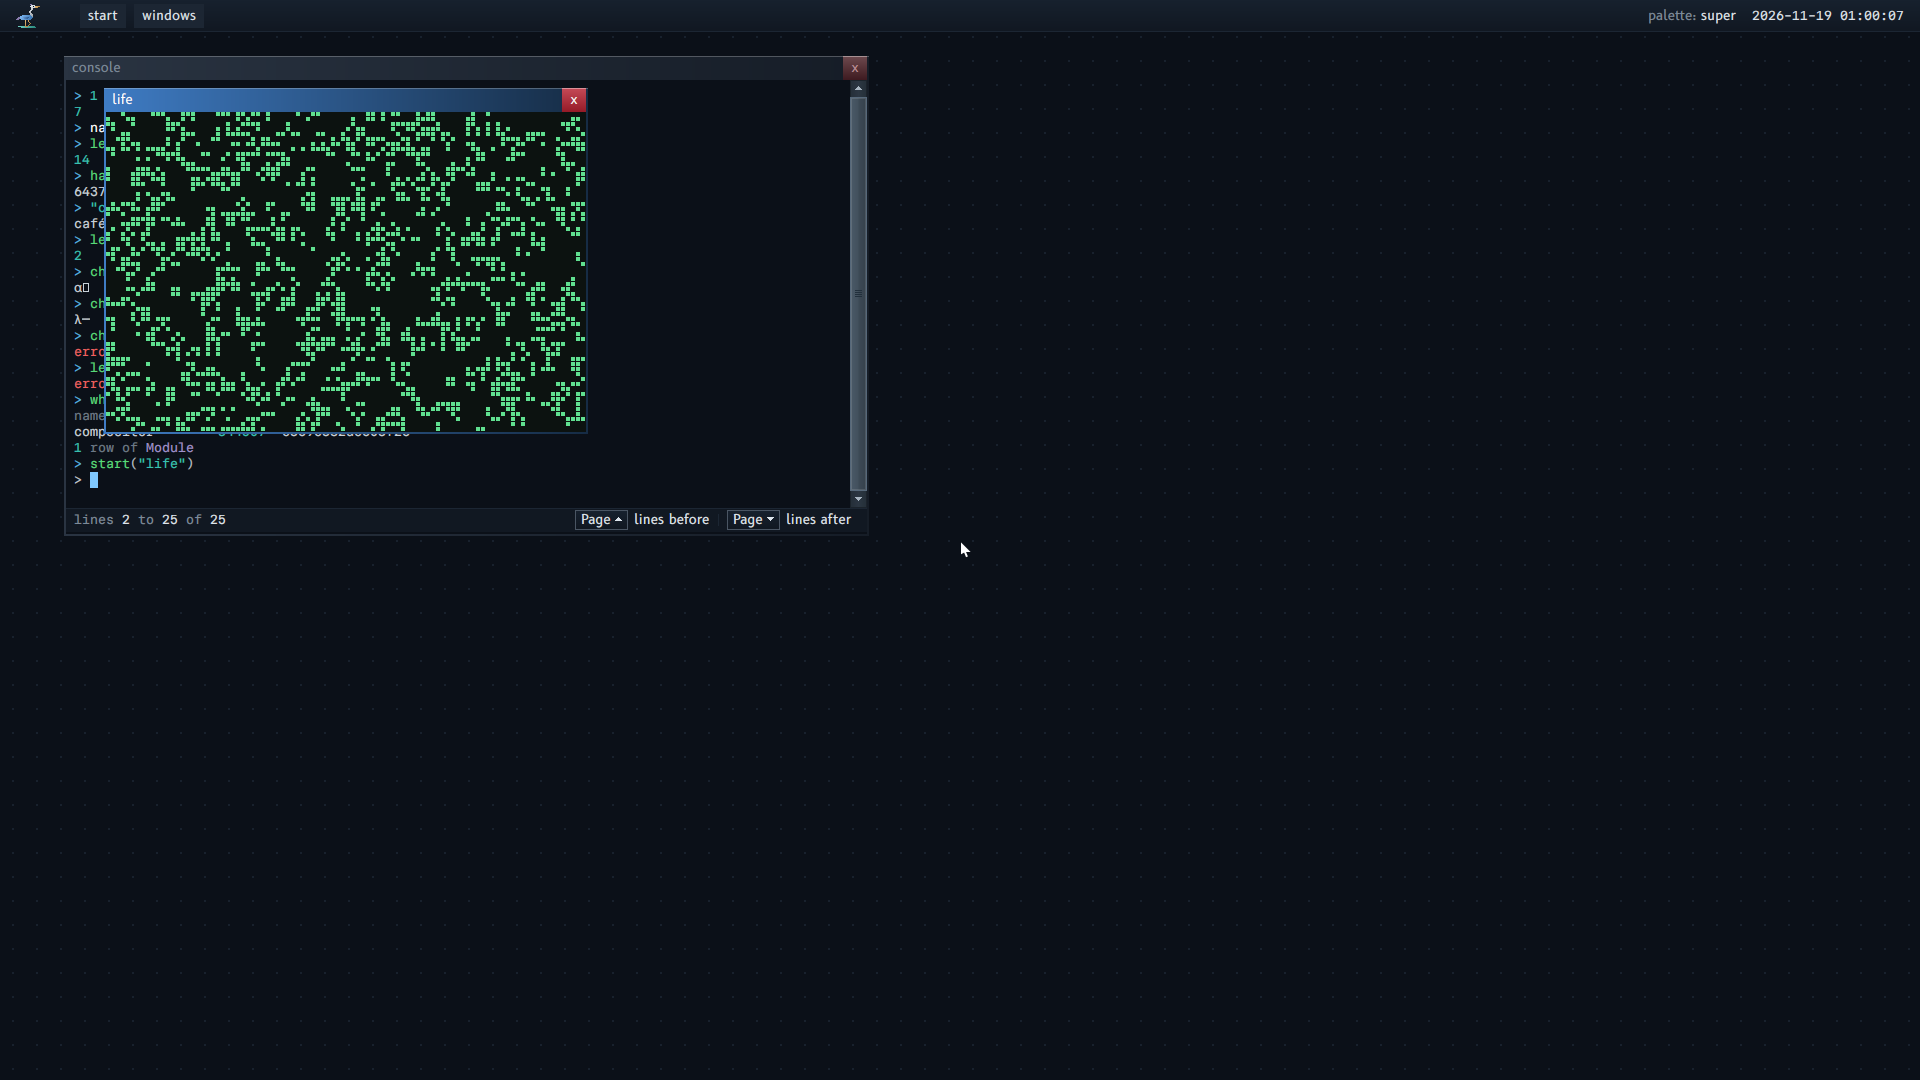 start windows palette: super 2026-11-19 01:00:07
console x
life x
> 1
7
> na
> le
14
> ha
6437
> "c
café
> le
2
> ch
α
> ch
λ—
> ch
erro
> le
erro
> wh
name
1 row of Module
> start("life")
>
lines 2 to 25 of 25 Page lines before Page lines after